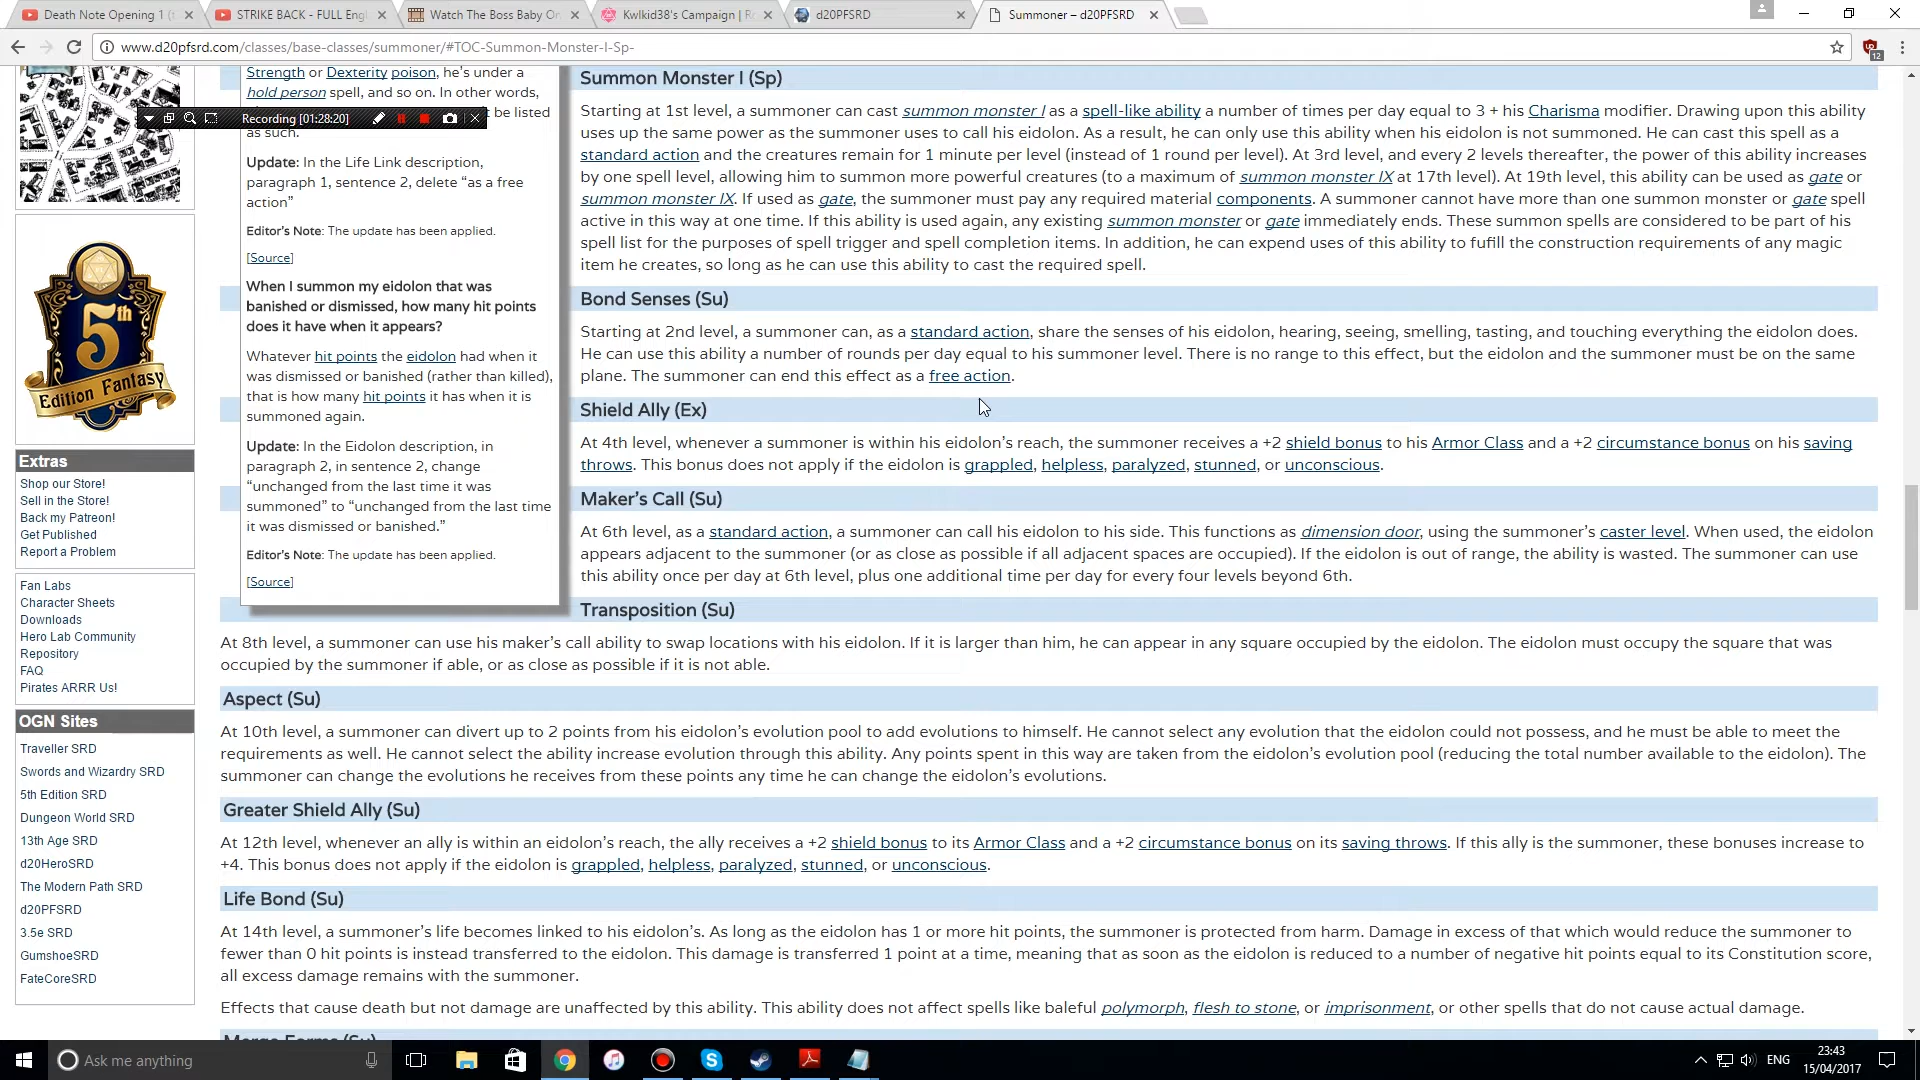 Death Note Opening 1 (
STRIKE BACK - FULL Eng
Watch The Boss Baby On
Kwlkid38's Campaign | R
d20PFSRD
Summoner – d20PFSRD
www.d20pfsrd.com/classes/base-classes/summoner/#TOC-Summon-Monster-I-Sp-
12
Recording [01:28:20]
5th
Edition Fantasy
Extras
Shop our Store!
Sell in the Store!
Back my Patreon!
Get Published
Report a Problem
Fan Labs
Character Sheets
Downloads
Hero Lab Community
Repository
FAQ
Pirates ARRR Us!
OGN Sites
Traveller SRD
Swords and Wizardry SRD
5th Edition SRD
Dungeon World SRD
13th Age SRD
d20HeroSRD
The Modern Path SRD
d20PFSRD
3.5e SRD
GumshoeSRD
FateCoreSRD
Strength or Dexterity poison, he's under a
hold person spell, and so on. In other words,
t be listed
as such.
Update: In the Life Link description,
paragraph 1, sentence 2, delete “as a free
action”
Editor's Note: The update has been applied.
[Source]
When I summon my eidolon that was
banished or dismissed, how many hit points
does it have when it appears?
Whatever hit points the eidolon had when it
was dismissed or banished (rather than killed),
that is how many hit points it has when it is
summoned again.
Update: In the Eidolon description, in
paragraph 2, in sentence 2, change
“unchanged from the last time it was
summoned” to “unchanged from the last time
it was dismissed or banished.”
Editor's Note: The update has been applied.
[Source]
Summon Monster I (Sp)
Starting at 1st level, a summoner can cast summon monster I as a spell-like ability a number of times per day equal to 3 + his Charisma modifier. Drawing upon this ability
uses up the same power as the summoner uses to call his eidolon. As a result, he can only use this ability when his eidolon is not summoned. He can cast this spell as a
standard action and the creatures remain for 1 minute per level (instead of 1 round per level). At 3rd level, and every 2 levels thereafter, the power of this ability increases
by one spell level, allowing him to summon more powerful creatures (to a maximum of summon monster IX at 17th level). At 19th level, this ability can be used as gate or
summon monster IX. If used as gate, the summoner must pay any required material components. A summoner cannot have more than one summon monster or gate spell
active in this way at one time. If this ability is used again, any existing summon monster or gate immediately ends. These summon spells are considered to be part of his
spell list for the purposes of spell trigger and spell completion items. In addition, he can expend uses of this ability to fufill the construction requirements of any magic
item he creates, so long as he can use this ability to cast the required spell.
Bond Senses (Su)
Starting at 2nd level, a summoner can, as a standard action, share the senses of his eidolon, hearing, seeing, smelling, tasting, and touching everything the eidolon does.
He can use this ability a number of rounds per day equal to his summoner level. There is no range to this effect, but the eidolon and the summoner must be on the same
plane. The summoner can end this effect as a free action.
Shield Ally (Ex)
At 4th level, whenever a summoner is within his eidolon's reach, the summoner receives a +2 shield bonus to his Armor Class and a +2 circumstance bonus on his saving
throws. This bonus does not apply if the eidolon is grappled, helpless, paralyzed, stunned, or unconscious.
Maker's Call (Su)
At 6th level, as a standard action, a summoner can call his eidolon to his side. This functions as dimension door, using the summoner's caster level. When used, the eidolon
appears adjacent to the summoner (or as close as possible if all adjacent spaces are occupied). If the eidolon is out of range, the ability is wasted. The summoner can use
this ability once per day at 6th level, plus one additional time per day for every four levels beyond 6th.
Transposition (Su)
At 8th level, a summoner can use his maker's call ability to swap locations with his eidolon. If it is larger than him, he can appear in any square occupied by the eidolon. The eidolon must occupy the square that was
occupied by the summoner if able, or as close as possible if it is not able.
Aspect (Su)
At 10th level, a summoner can divert up to 2 points from his eidolon's evolution pool to add evolutions to himself. He cannot select any evolution that the eidolon could not possess, and he must be able to meet the
requirements as well. He cannot select the ability increase evolution through this ability. Any points spent in this way are taken from the eidolon's evolution pool (reducing the total number available to the eidolon). The
summoner can change the evolutions he receives from these points any time he can change the eidolon's evolutions.
Greater Shield Ally (Su)
At 12th level, whenever an ally is within an eidolon's reach, the ally receives a +2 shield bonus to its Armor Class and a +2 circumstance bonus on its saving throws. If this ally is the summoner, these bonuses increase to
+4. This bonus does not apply if the eidolon is grappled, helpless, paralyzed, stunned, or unconscious.
Life Bond (Su)
At 14th level, a summoner's life becomes linked to his eidolon's. As long as the eidolon has 1 or more hit points, the summoner is protected from harm. Damage in excess of that which would reduce the summoner to
fewer than 0 hit points is instead transferred to the eidolon. This damage is transferred 1 point at a time, meaning that as soon as the eidolon is reduced to a number of negative hit points equal to its Constitution score,
all excess damage remains with the summoner.
Effects that cause death but not damage are unaffected by this ability. This ability does not affect spells like baleful polymorph, flesh to stone, or imprisonment, or other spells that do not cause actual damage.
Merge Forms (Su)
Ask me anything
ENG
23:43
15/04/2017